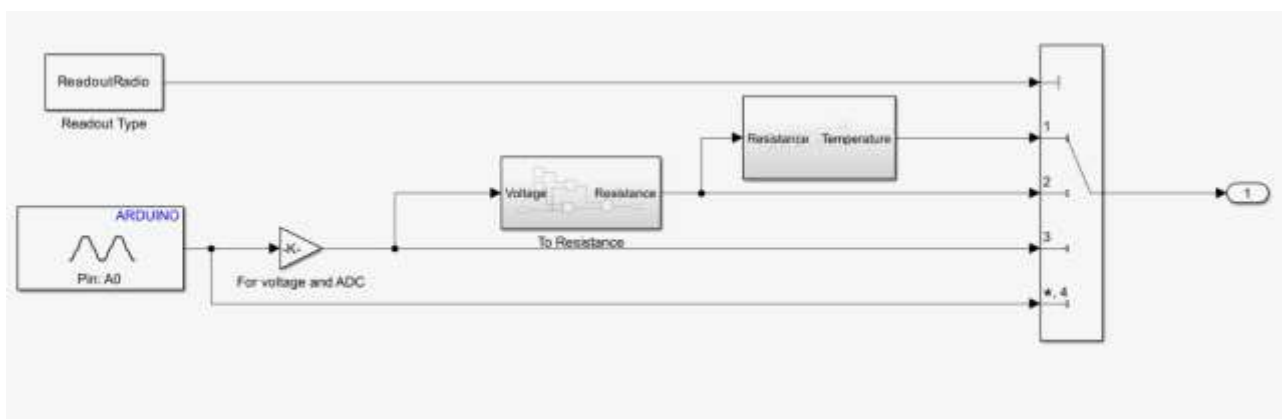 ReadoutRadio
Readout Type
1
Resistance Temperature
2
Voltage Resistance
1
ARDUINO
To Resistance
3
-K-
Pin: A0
For voltage and ADC
*, 4